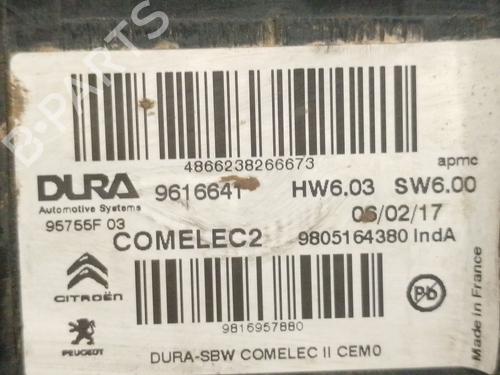 4866238266673
apmc
DURA
Automotive Systems
9616641
HW6.03 SW6.00
95755F 03
06/02/17
COMELEC2
9805164380 IndA
CITROËN
Pb
Made in France
9816957880
PEUGEOT
DURA-SBW COMELEC II CEM0
B-PARTS